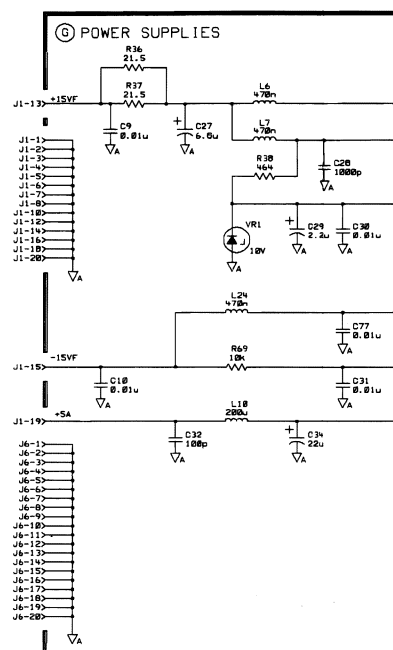 G POWER SUPPLIES
R36
21.5
R37
21.5
L6
470n
J1-13 +15VF
C9
0.01u
A
+ C27
6.8u
A
L7
470n
R38
464
C28
1000p
A
J1-1
J1-2
J1-3
J1-4
J1-5
J1-6
J1-7
J1-8
J1-10
J1-12
J1-14
J1-16
J1-18
J1-20
A
VR1
10V
A
+ C29
2.2u
A
C30
0.01u
A
L24
470n
C77
0.01u
A
-15VF
J1-15
R69
10k
C10
0.01u
A
C31
0.01u
A
+5A
J1-19
L10
200u
C32
100p
A
+ C34
22u
A
J6-1
J6-2
J6-3
J6-4
J6-5
J6-6
J6-7
J6-8
J6-9
J6-10
J6-11
J6-12
J6-13
J6-14
J6-15
J6-16
J6-17
J6-18
J6-19
J6-20
A